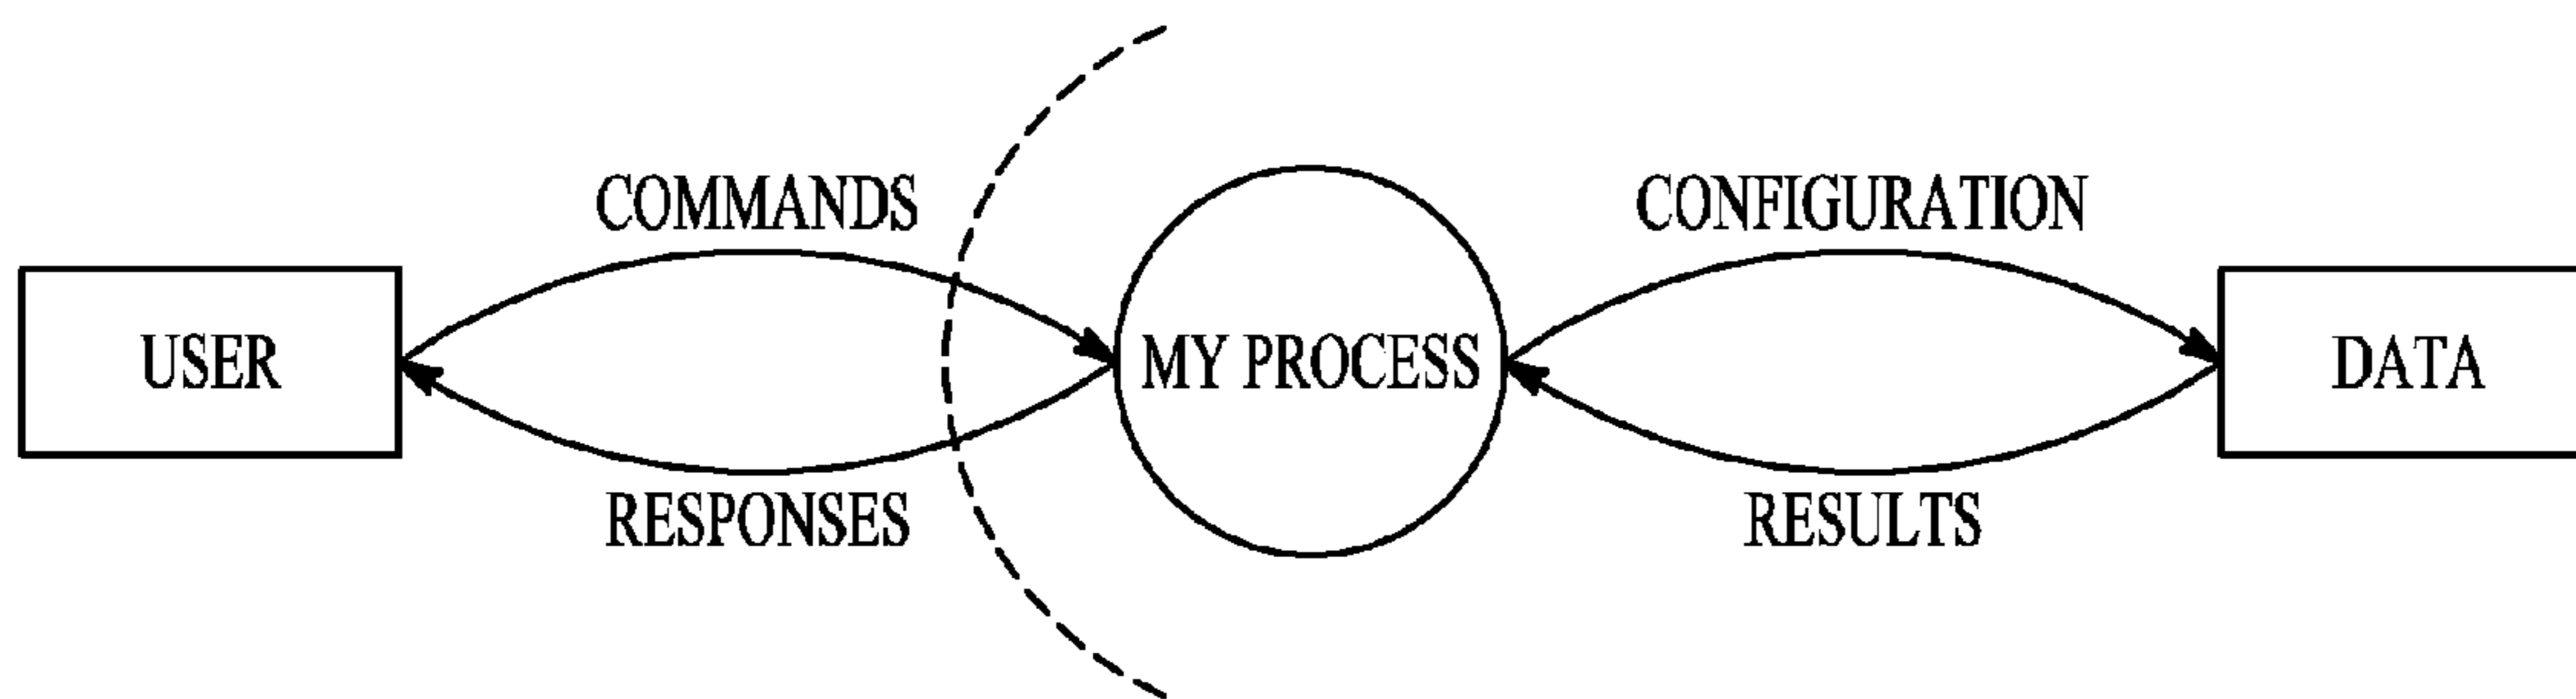 COMMANDS
CONFIGURATION
USER
MY PROCESS
DATA
RESPONSES
RESULTS